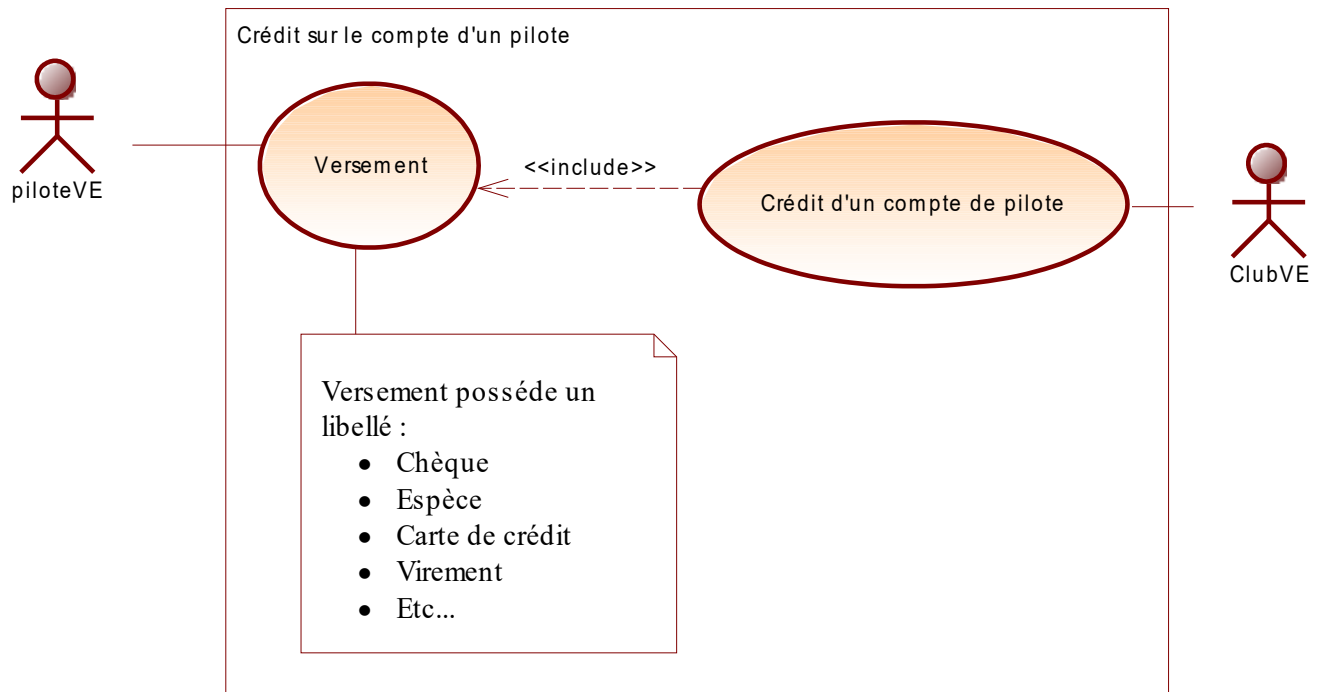 Crédit sur le compte d'un pilote
piloteVE
Versement
<<include>>
Crédit d'un compte de pilote
ClubVE
Versement posséde un
libellé :
● Chèque
● Espèce
● Carte de crédit
● Virement
● Etc...